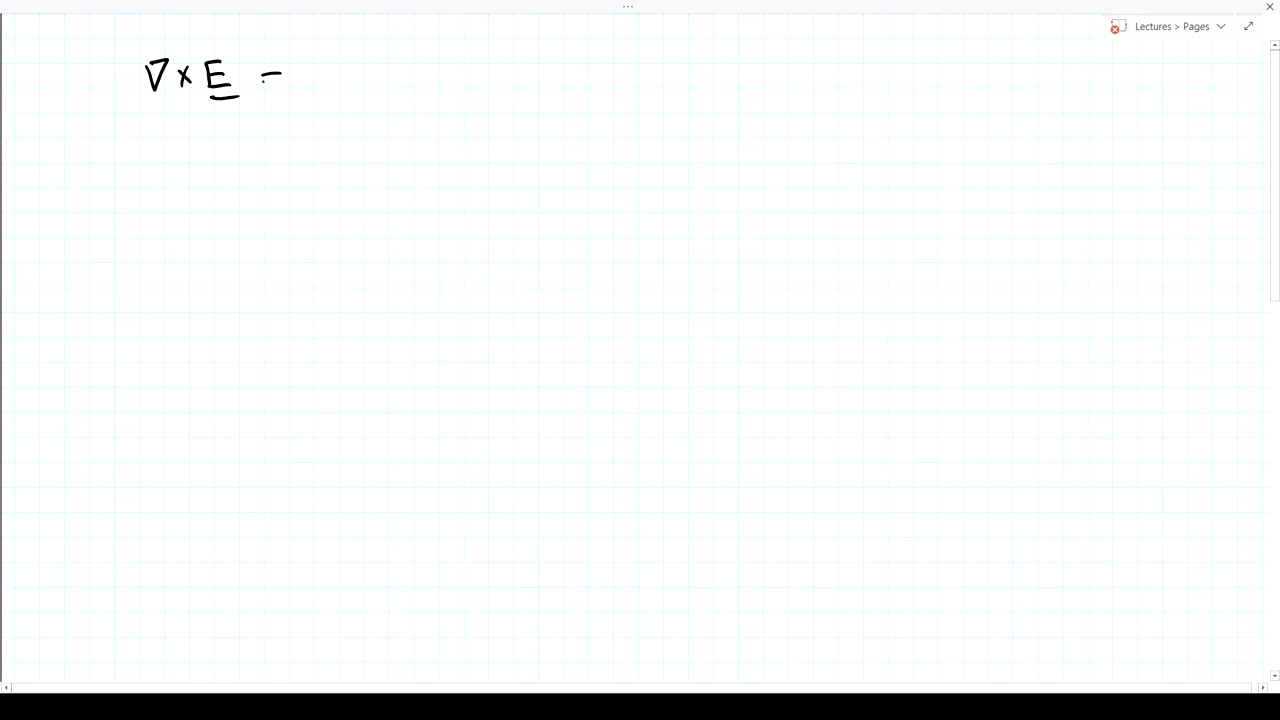 ...
Lectures > Pages
∇ × E =